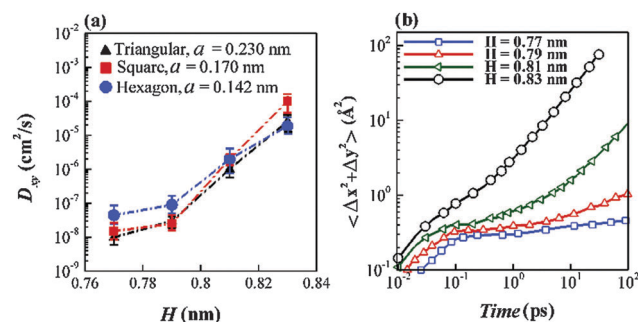 (a)
Triangular, a = 0.230 nm
Square, a = 0.170 nm
Hexagon, a = 0.142 nm
10⁻³
10⁻⁴
10⁻⁵
10⁻⁶
10⁻⁷
10⁻⁸
10⁻⁹
D_xy (cm²/s)
0.76 0.78 0.80 0.82 0.84
H (nm)
(b)
H = 0.77 nm
H = 0.79 nm
H = 0.81 nm
H = 0.83 nm
10²
10¹
10⁰
10⁻¹
< Δx²+Δy² > (Å²)
10⁻² 10⁻¹ 10⁰ 10¹ 10²
Time (ps)